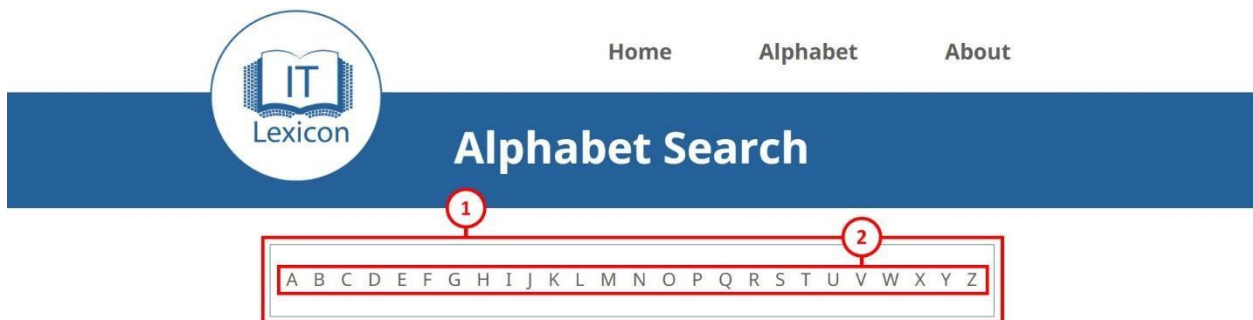 IT
Lexicon
Home Alphabet About
Alphabet Search
1
2
A B C D E F G H I J K L M N O P Q R S T U V W X Y Z